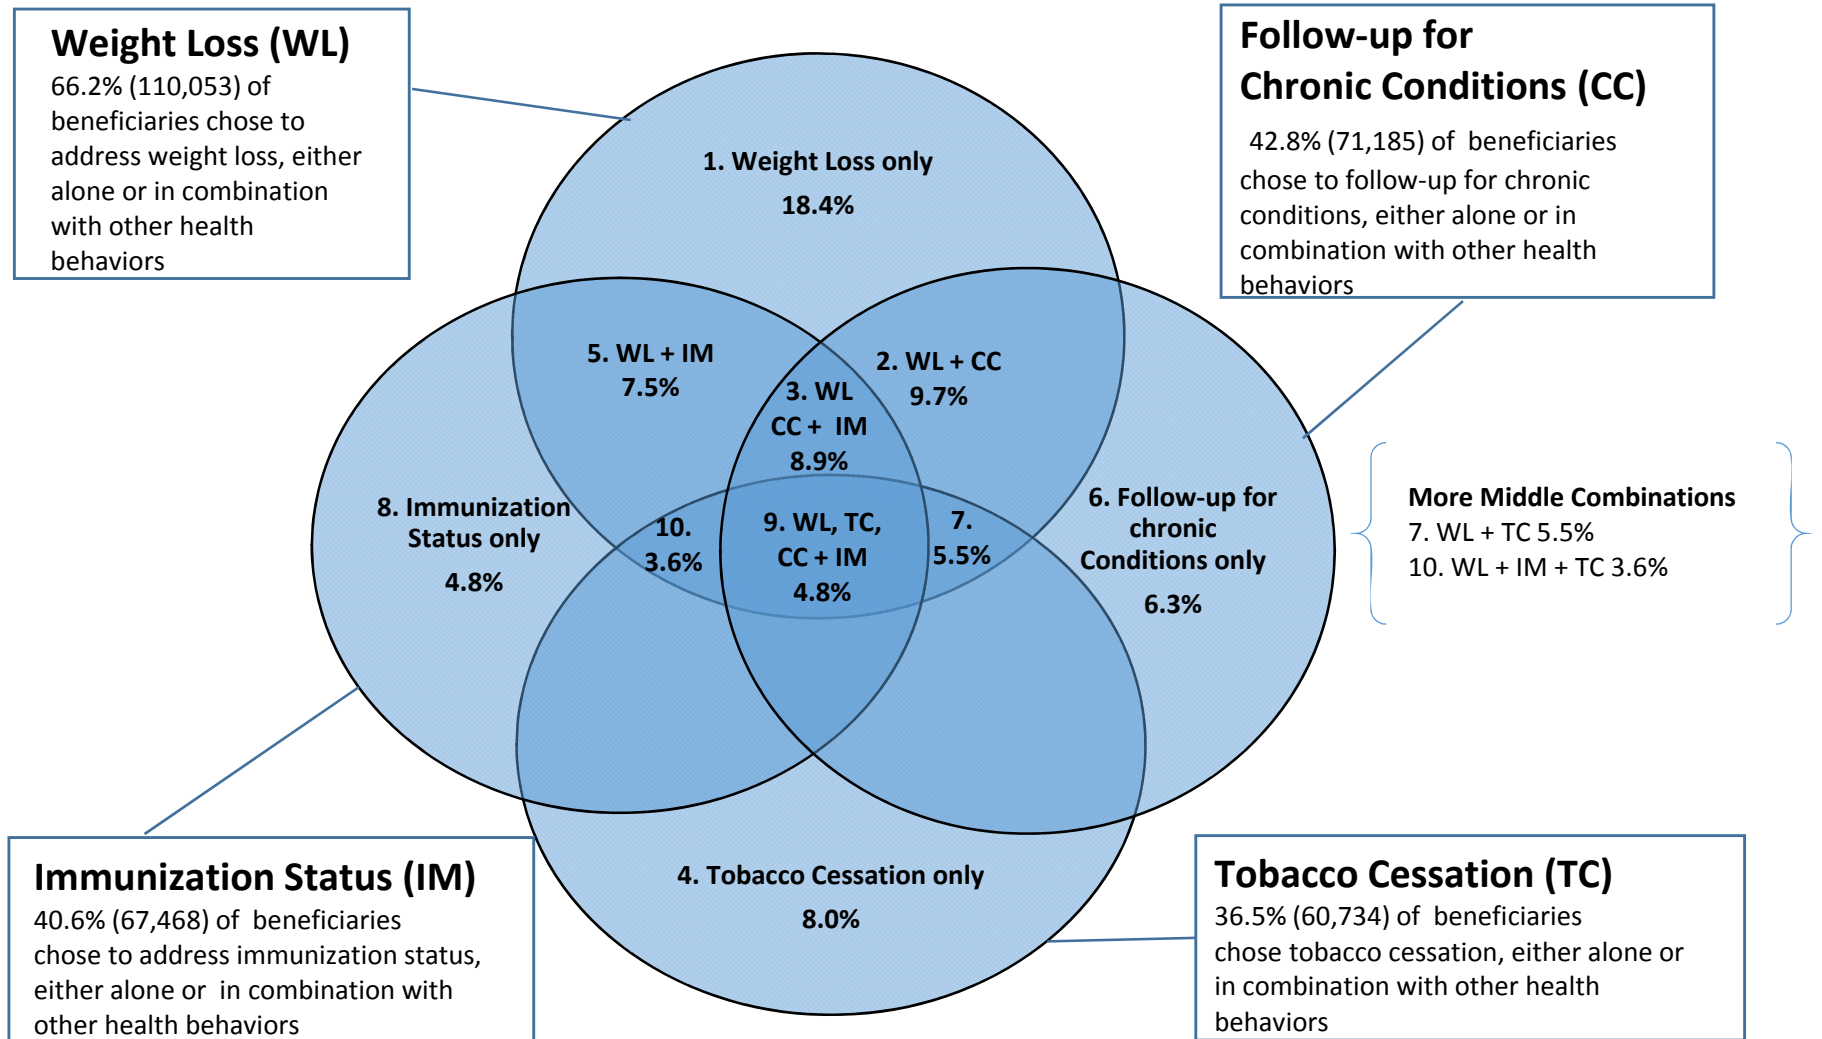 Weight Loss (WL)
66.2% (110,053) of
beneficiaries chose to
address weight loss, either
alone or in combination
with other health
behaviors
Follow-up for
Chronic Conditions (CC)
42.8% (71,185) of beneficiaries
chose to follow-up for chronic
conditions, either alone or in
combination with other health
behaviors
1. Weight Loss only
18.4%
5. WL + IM
7.5%
2. WL + CC
9.7%
3. WL
CC + IM
8.9%
8. Immunization
Status only
4.8%
10.
3.6%
9. WL, TC,
CC + IM
4.8%
7.
5.5%
6. Follow-up for
chronic
Conditions only
6.3%
More Middle Combinations
7. WL + TC 5.5%
10. WL + IM + TC 3.6%
4. Tobacco Cessation only
8.0%
Immunization Status (IM)
40.6% (67,468) of beneficiaries
chose to address immunization status,
either alone or in combination with
other health behaviors
Tobacco Cessation (TC)
36.5% (60,734) of beneficiaries
chose tobacco cessation, either alone or
in combination with other health
behaviors